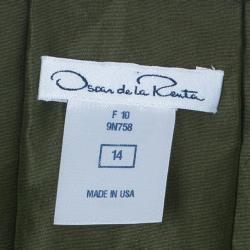 Oscar de la Renta
F 10
9N758
14
MADE IN USA